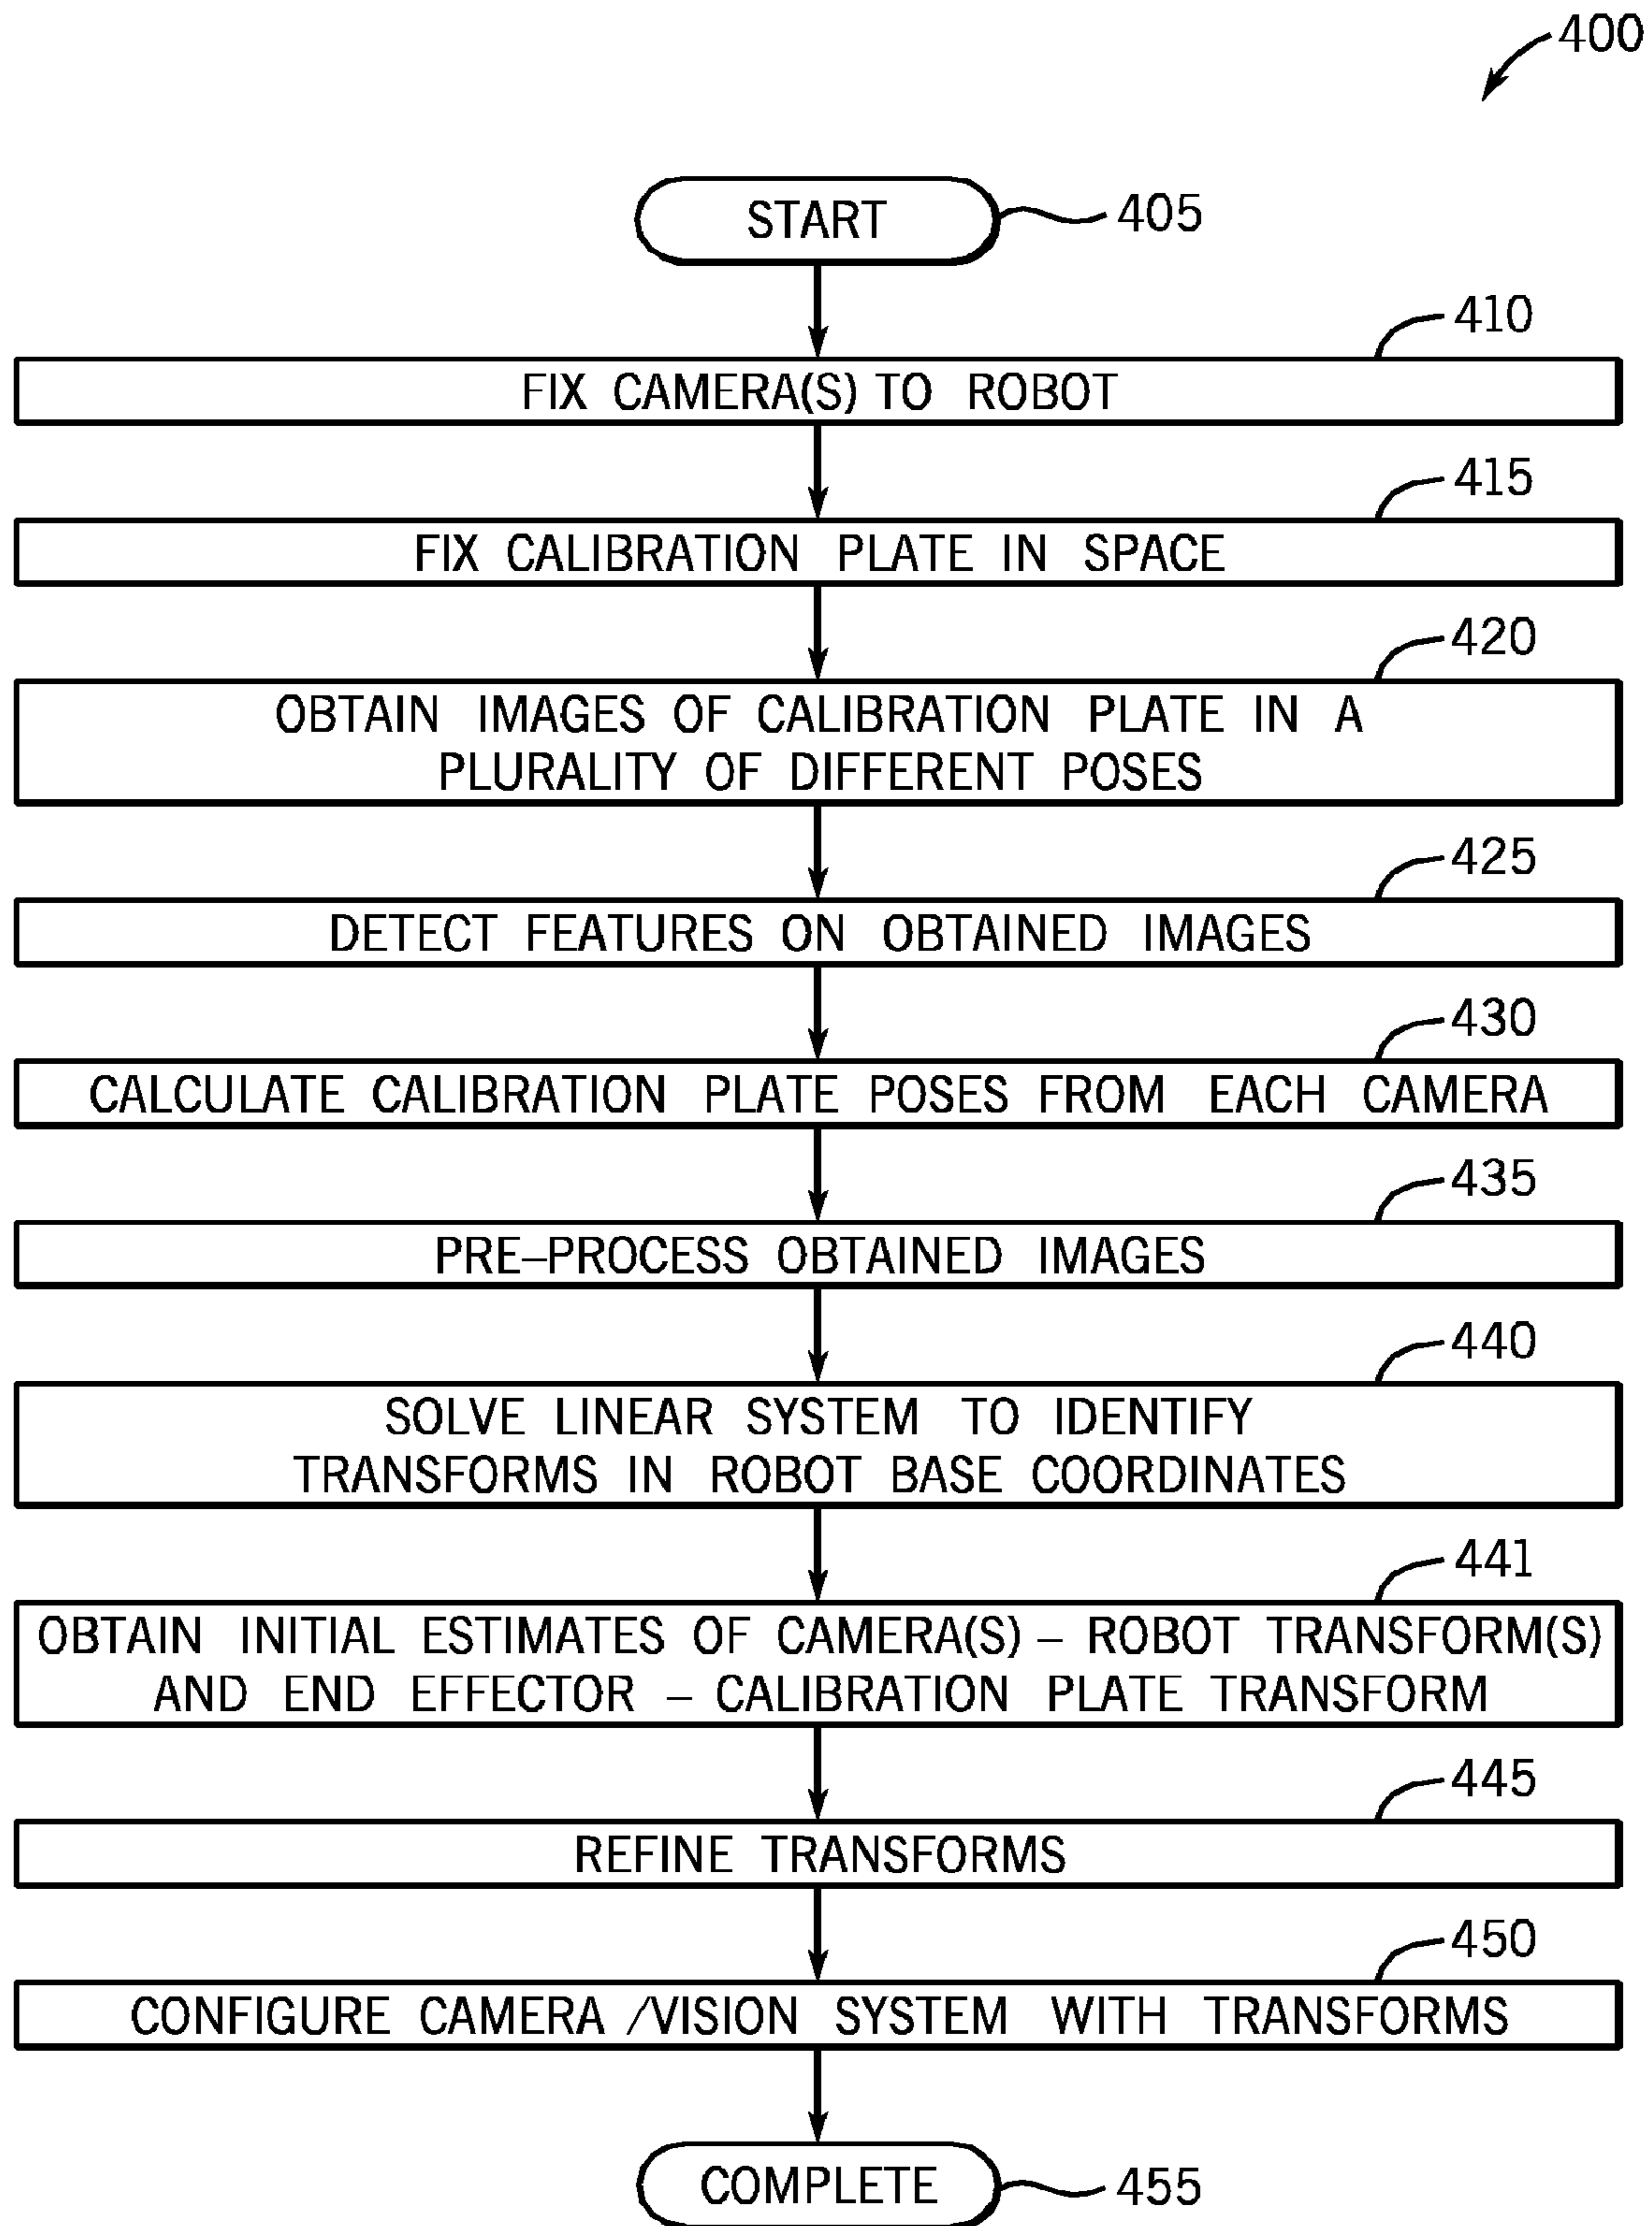 400
START
405
410
FIX CAMERA(S) TO ROBOT
415
FIX CALIBRATION PLATE IN SPACE
420
OBTAIN IMAGES OF CALIBRATION PLATE IN A
PLURALITY OF DIFFERENT POSES
425
DETECT FEATURES ON OBTAINED IMAGES
430
CALCULATE CALIBRATION PLATE POSES FROM EACH CAMERA
435
PRE–PROCESS OBTAINED IMAGES
440
SOLVE LINEAR SYSTEM TO IDENTIFY
TRANSFORMS IN ROBOT BASE COORDINATES
441
OBTAIN INITIAL ESTIMATES OF CAMERA(S) – ROBOT TRANSFORM(S)
AND END EFFECTOR – CALIBRATION PLATE TRANSFORM
445
REFINE TRANSFORMS
450
CONFIGURE CAMERA /VISION SYSTEM WITH TRANSFORMS
COMPLETE
455